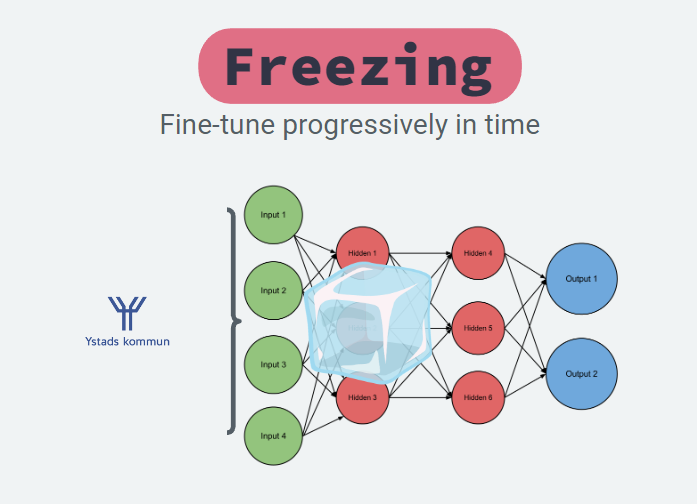 Freezing
Fine-tune progressively in time
Input 1
Input 2
Input 3
Input 4
Hidden 1
Hidden 3
Hidden 4
Hidden 5
Hidden 6
Output 1
Output 2
Ystads kommun